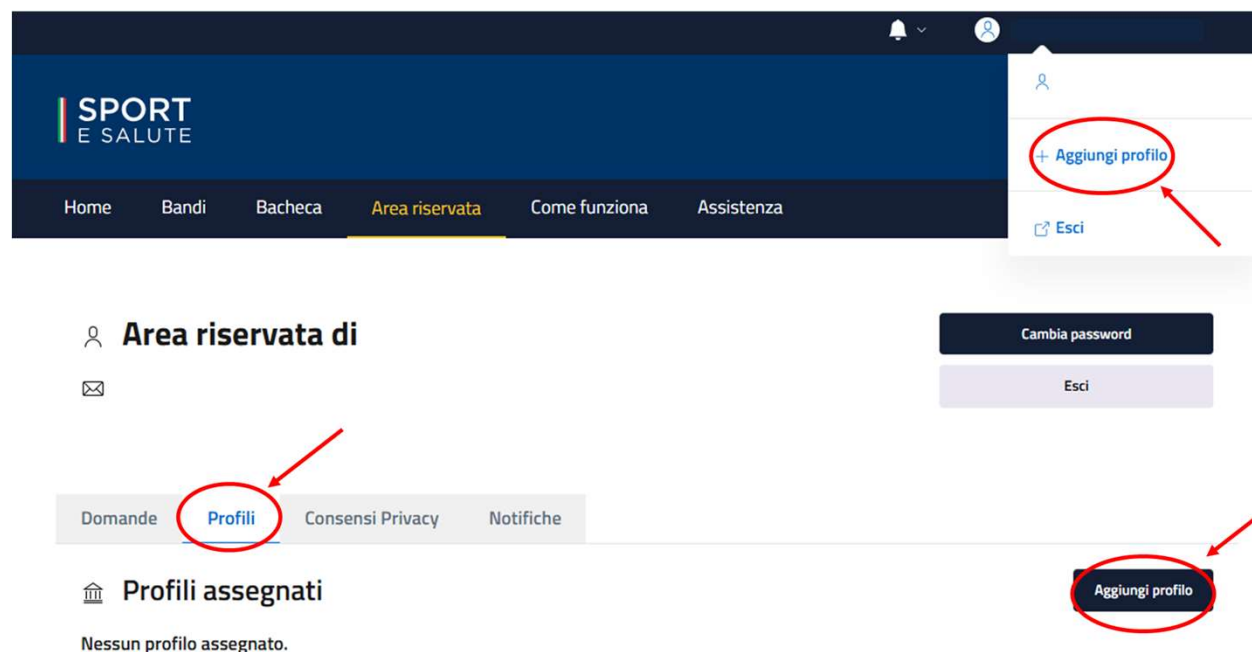 SPORT
E SALUTE
+ Aggiungi profilo
Esci
Home Bandi Bacheca Area riservata Come funziona Assistenza
Area riservata di
Cambia password
Esci
Domande Profili Consensi Privacy Notifiche
Profili assegnati
Aggiungi profilo
Nessun profilo assegnato.